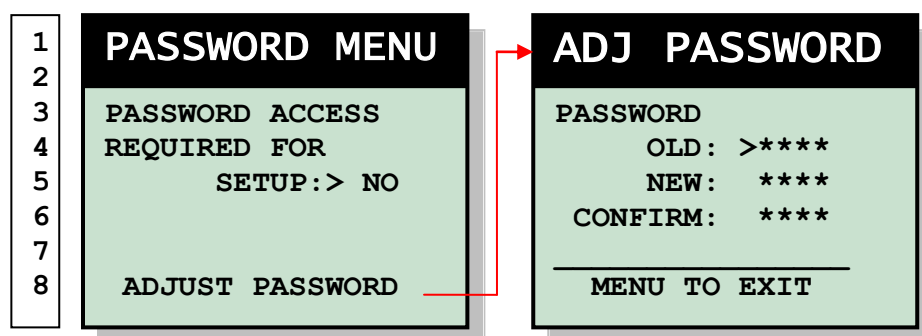 1
2
3
4
5
6
7
8
PASSWORD MENU
PASSWORD ACCESS
REQUIRED FOR
SETUP:> NO
ADJUST PASSWORD
ADJ PASSWORD
PASSWORD
OLD: >****
NEW: ****
CONFIRM: ****
MENU TO EXIT